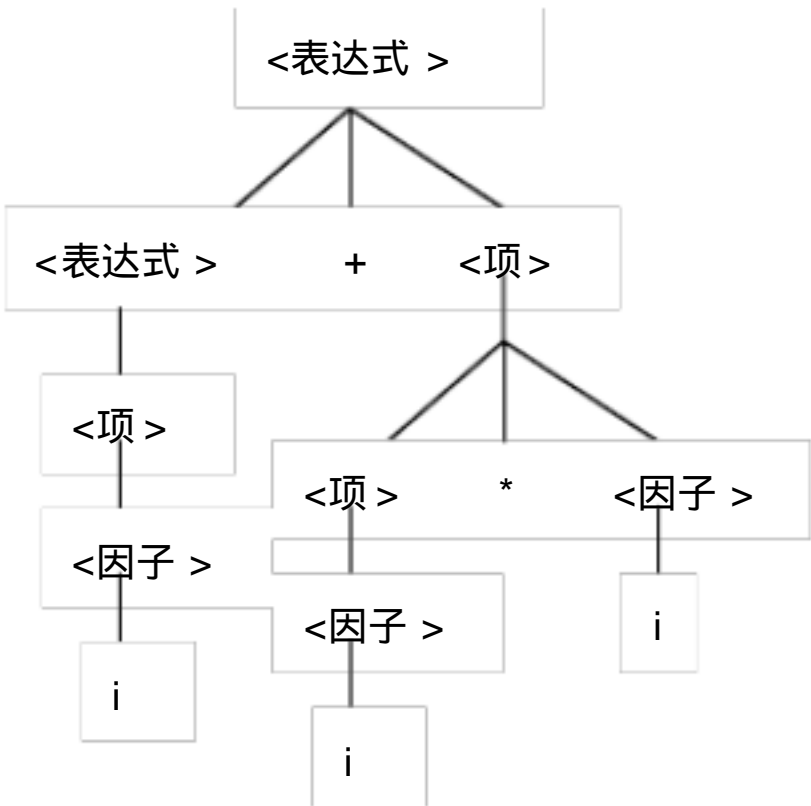 <表达式 >
<表达式 > + <项>
<项>
<项> * <因子 >
<因子 >
<因子 > i
i
i